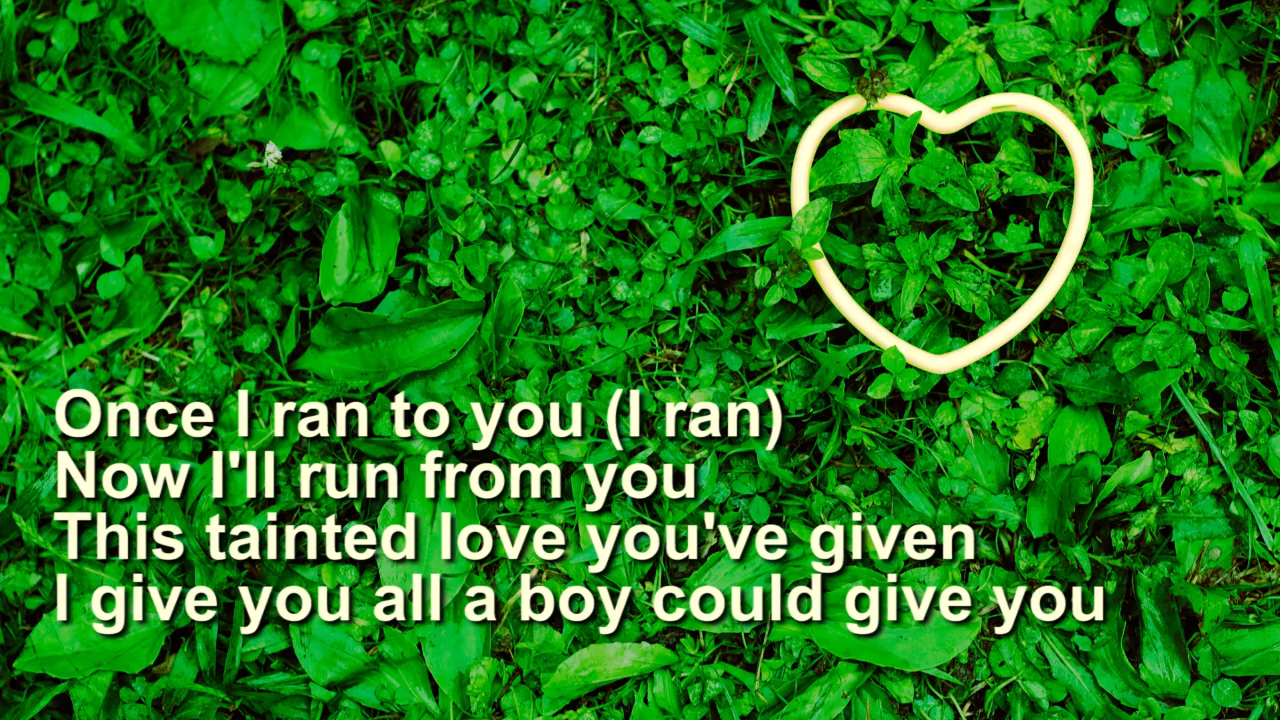 Once I ran to you (I ran)
Now I'll run from you
This tainted love you've given
I give you all a boy could give you